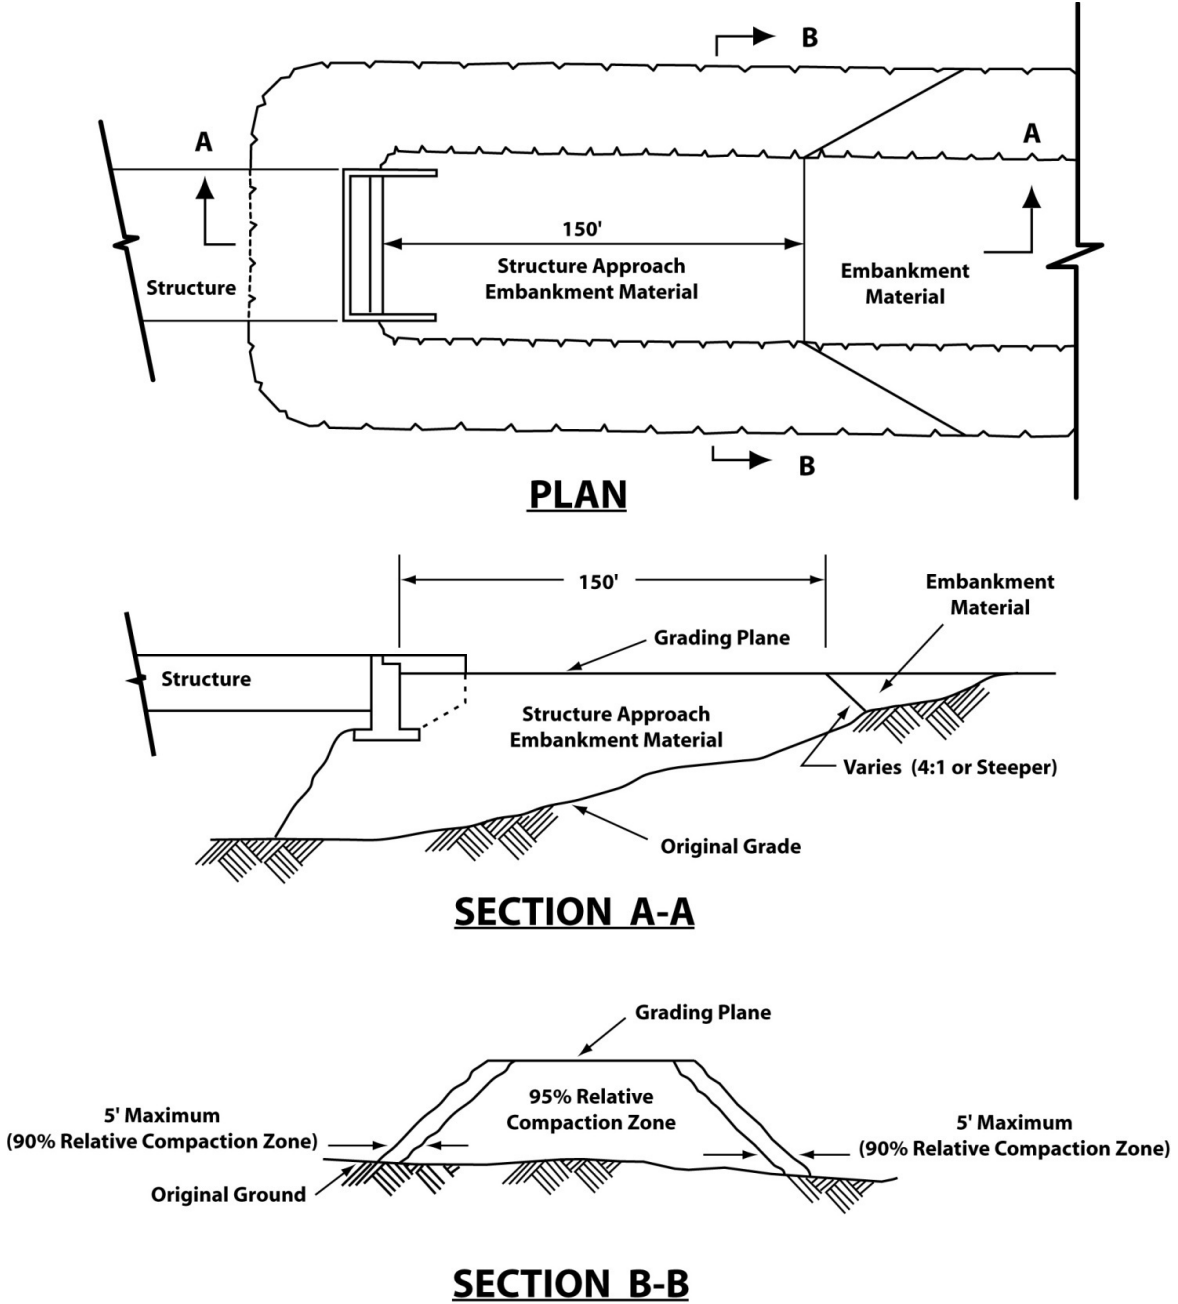 B
A
A
150'
Structure Approach
Embankment Material
Embankment
Material
Structure
B
PLAN
150'
Embankment
Material
Grading Plane
Structure
Structure Approach
Embankment Material
Varies (4:1 or Steeper)
Original Grade
SECTION A-A
Grading Plane
95% Relative
Compaction Zone
5' Maximum
(90% Relative Compaction Zone)
5' Maximum
(90% Relative Compaction Zone)
Original Ground
SECTION B-B